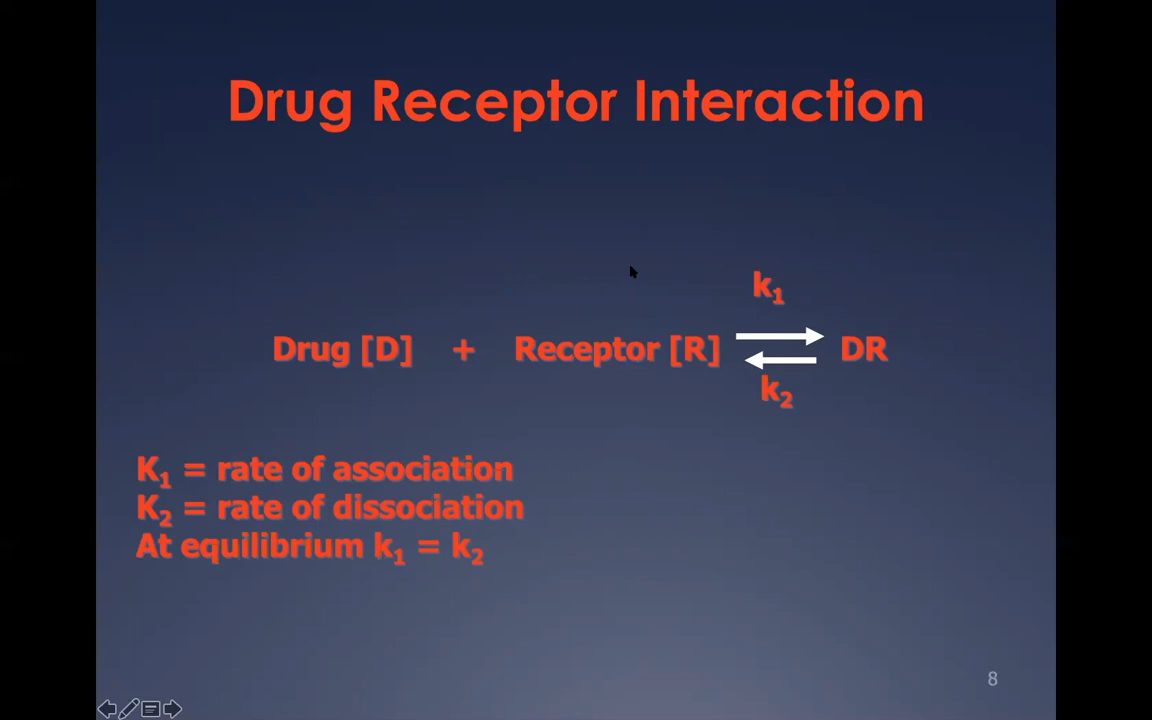 Drug Receptor Interaction
k₁
Drug [D] + Receptor [R] DR
k₂
K₁ = rate of association
K₂ = rate of dissociation
At equilibrium k₁ = k₂
8